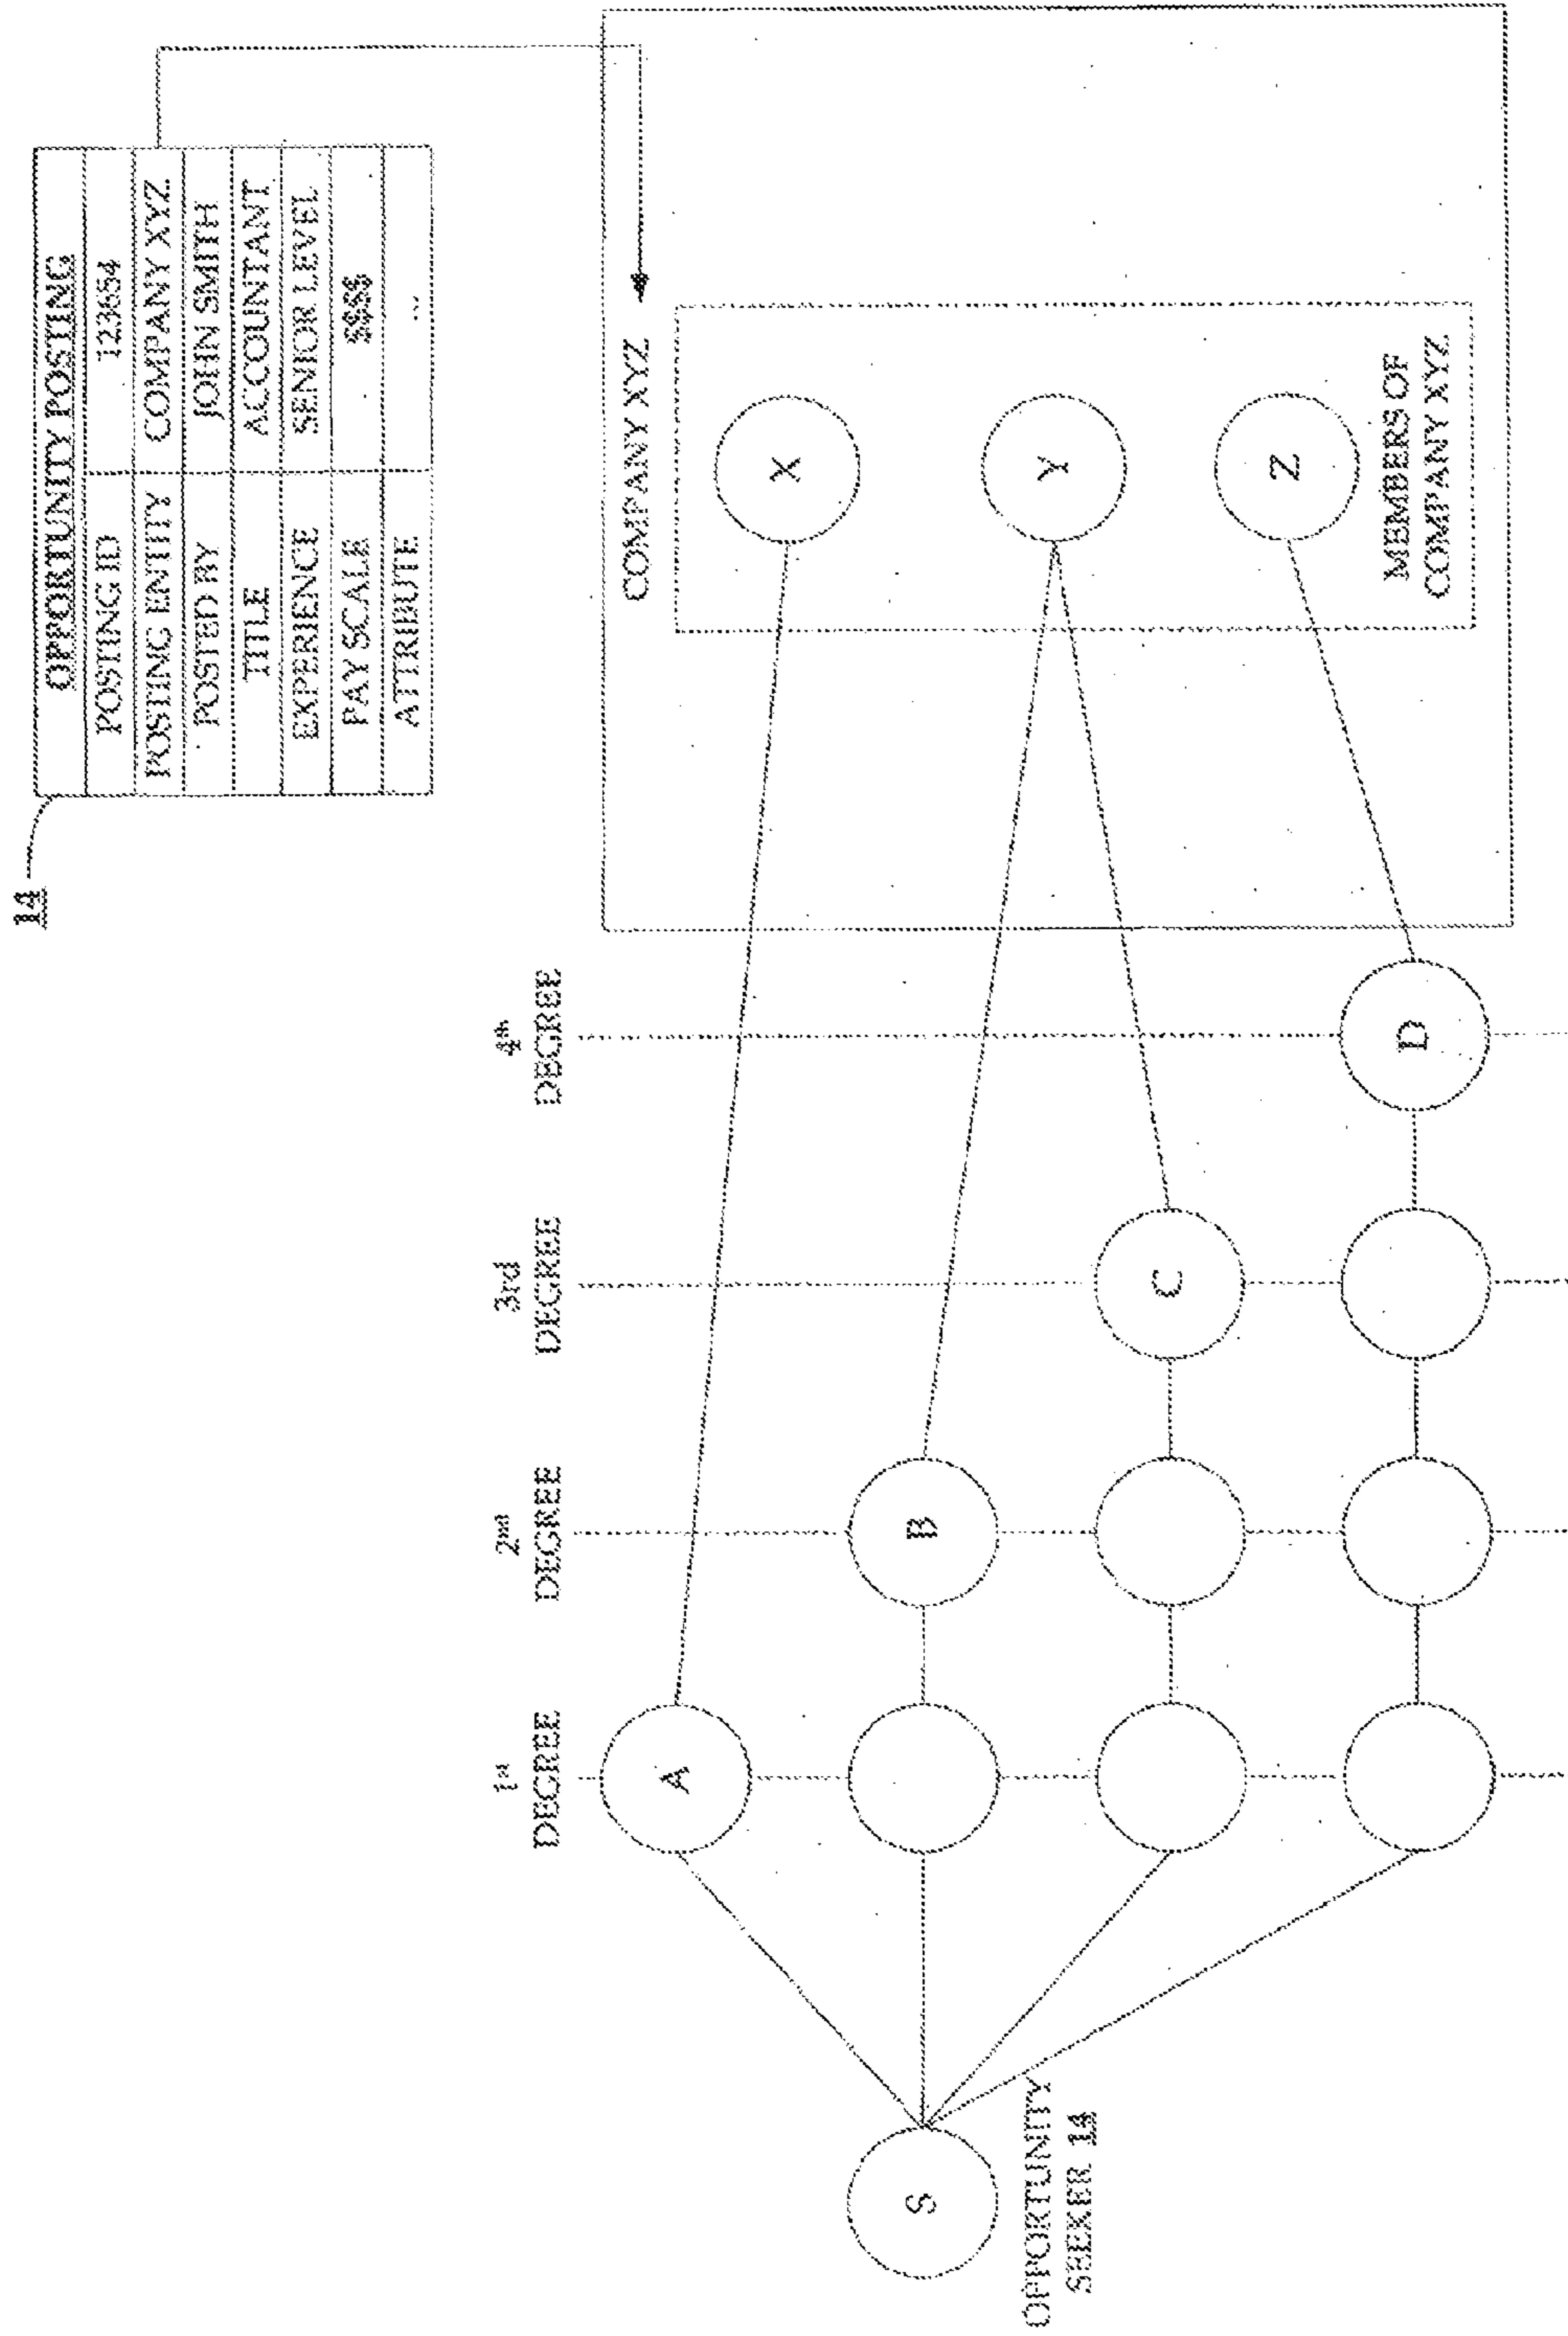 14
OPPORTUNITY POSTING
POSTING ID 123654
POSTING ENTITY COMPANY XYZ
POSTED BY JOHN SMITH
TITLE ACCOUNTANT
EXPERIENCE SENIOR LEVEL
PAY SCALE $$$$
ATTRIBUTE ...
1st
DEGREE
2nd
DEGREE
3rd
DEGREE
4th
DEGREE
COMPANY XYZ
A
X
S
B
Y
C
Z
D
OPPORTUNITY
SEEKER 14
MEMBERS OF
COMPANY XYZ